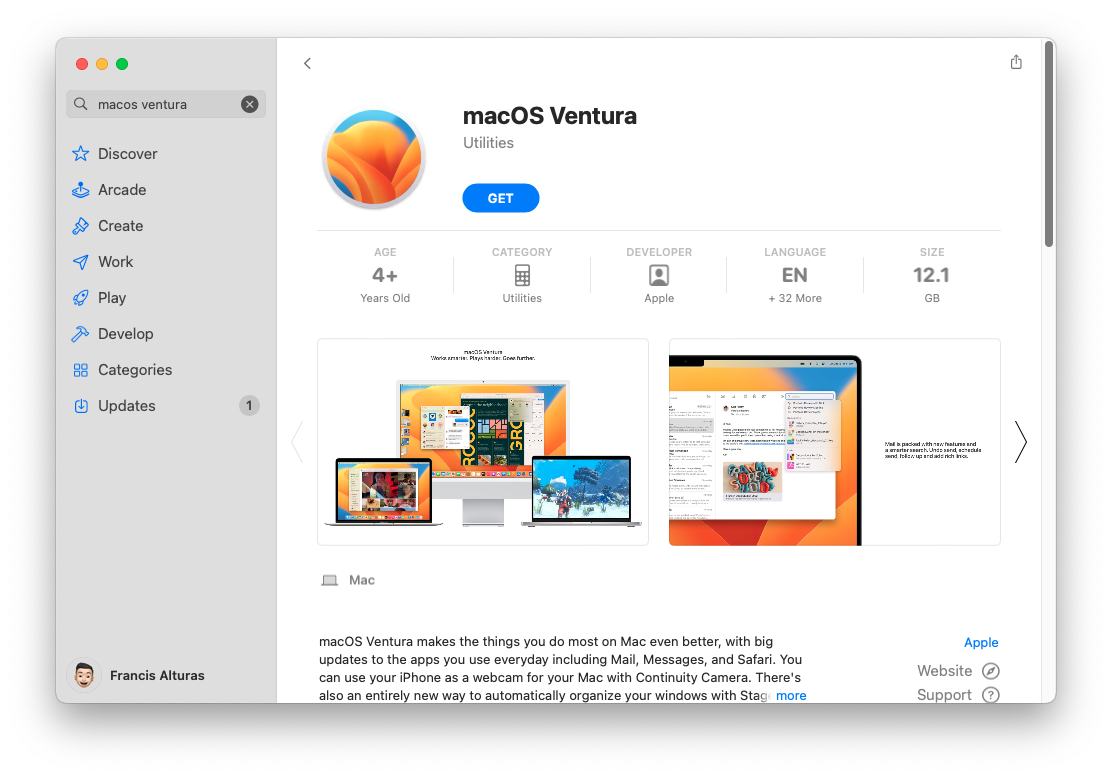 macos ventura
Discover
Arcade
Create
Work
Play
Develop
Categories
Updates 1
Francis Alturas
macOS Ventura
Utilities
GET
AGE
4+
Years Old
CATEGORY
Utilities
DEVELOPER
Apple
LANGUAGE
EN
+ 32 More
SIZE
12.1
GB
macOS Ventura
Works smarter. Plays harder. Goes further.
Mail is packed with new features and
a smarter search. Undo send, schedule
send, follow up and add rich links.
Mac
macOS Ventura makes the things you do most on Mac even better, with big
updates to the apps you use everyday including Mail, Messages, and Safari. You
can use your iPhone as a webcam for your Mac with Continuity Camera. There's
also an entirely new way to automatically organize your windows with Stag more
Apple
Website
Support